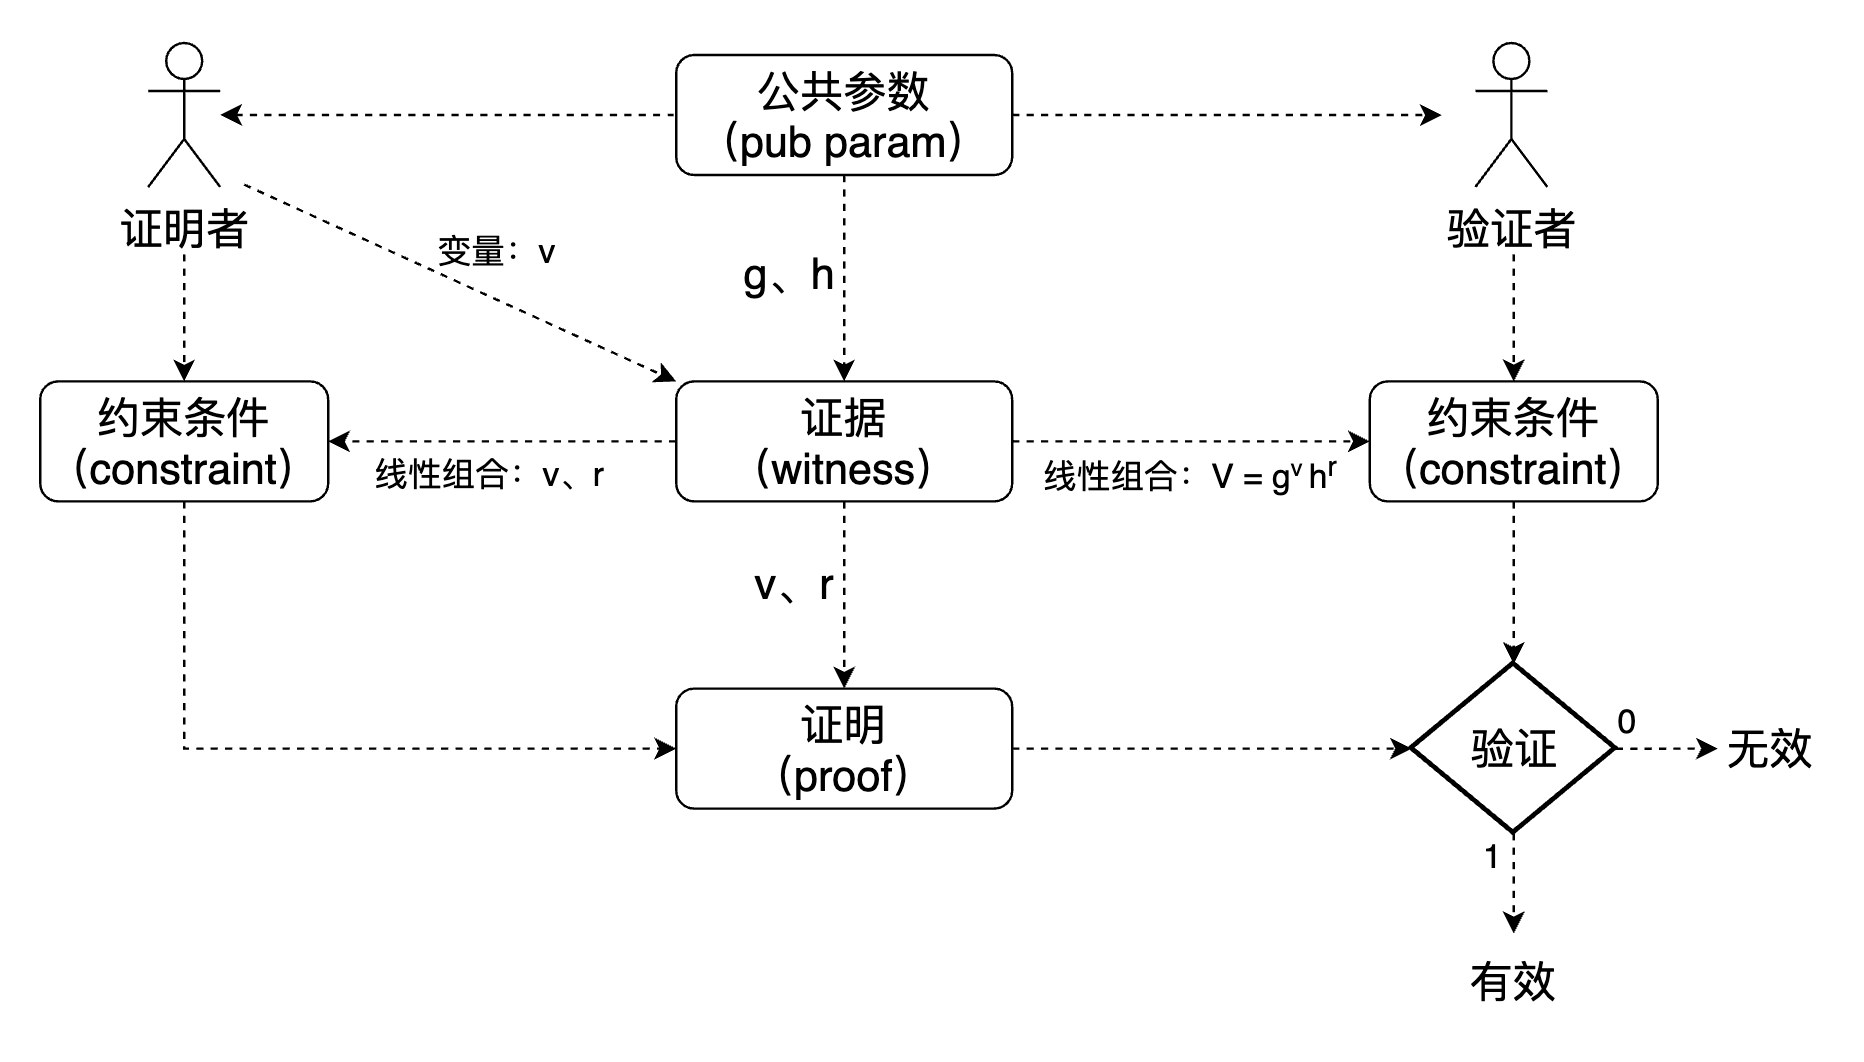 公共参数
(pub param)
证明者
验证者
变量：v
g、h
约束条件
(constraint)
证据
(witness)
约束条件
(constraint)
线性组合：v、r
线性组合：V = gᵛ hʳ
v、r
证明
(proof)
验证
0
无效
1
有效